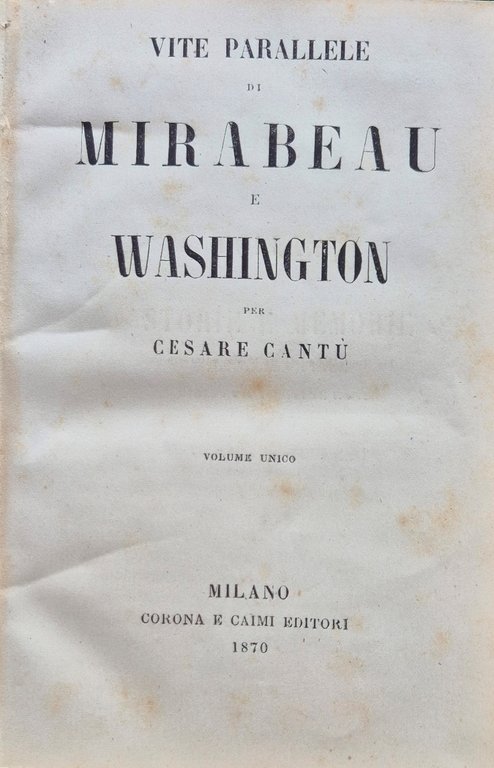 VITE PARALLELE
DI
MIRABEAU
E
WASHINGTON
PER
CESARE CANTÙ
VOLUME UNICO
MILANO
CORONA E CAIMI EDITORI
1870